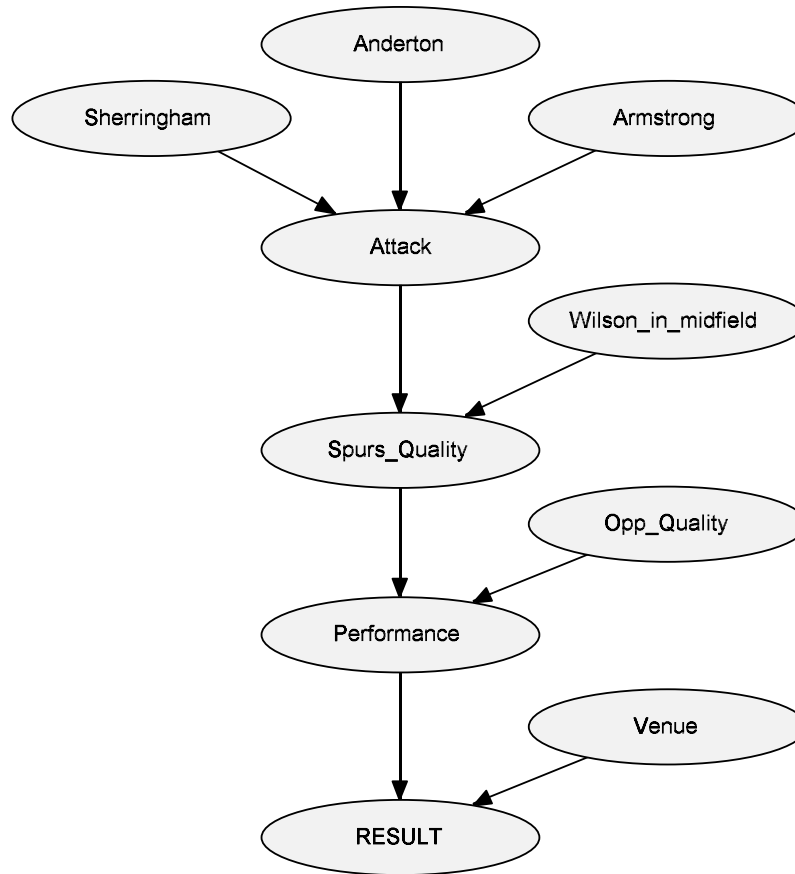 Anderton
Sherringham
Armstrong
Attack
Wilson_in_midfield
Spurs_Quality
Opp_Quality
Performance
Venue
RESULT